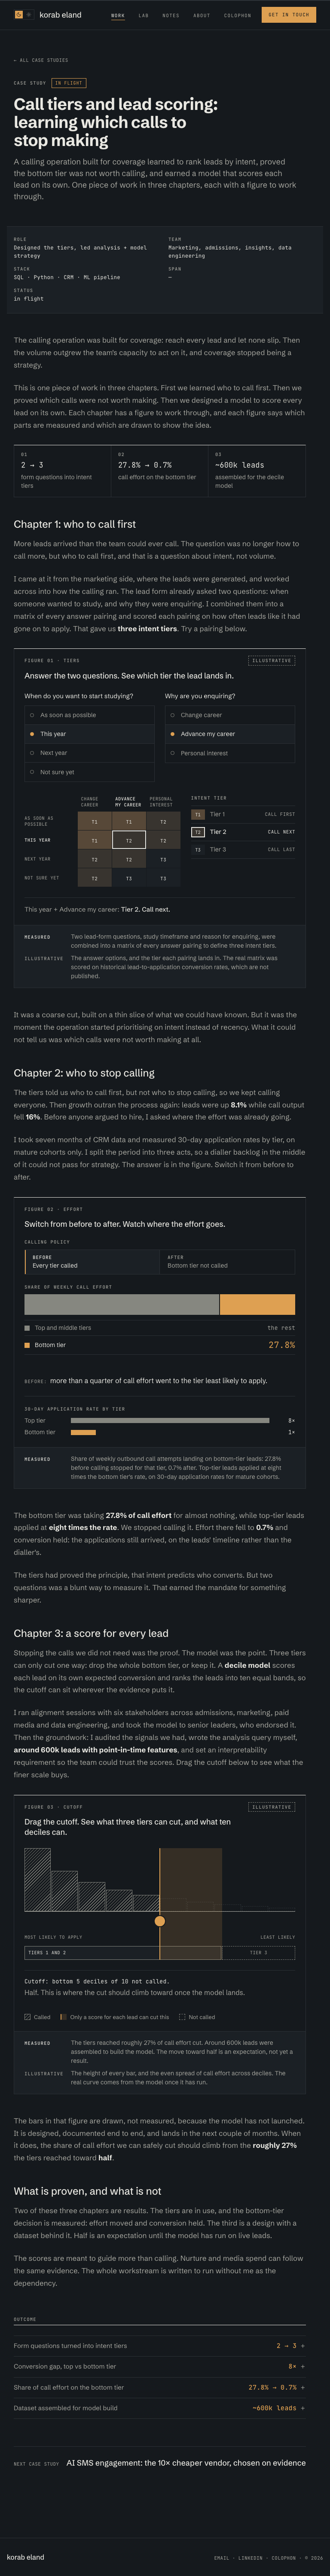 korab eland
WORK LAB NOTES ABOUT COLOPHON GET IN TOUCH
← ALL CASE STUDIES
CASE STUDY IN FLIGHT
Call tiers and lead scoring:
learning which calls to
stop making
A calling operation built for coverage learned to rank leads by intent, proved
the bottom tier was not worth calling, and earned a model that scores each
lead on its own. One piece of work in three chapters, each with a figure to work
through.
ROLE
Designed the tiers, led analysis + model
strategy
TEAM
Marketing, admissions, insights, data
engineering
STACK
SQL · Python · CRM · ML pipeline
SPAN
—
STATUS
in flight
The calling operation was built for coverage: reach every lead and let none slip. Then
the volume outgrew the team's capacity to act on it, and coverage stopped being a
strategy.
This is one piece of work in three chapters. First we learned who to call first. Then we
proved which calls were not worth making. Then we designed a model to score every
lead on its own. Each chapter has a figure to work through, and each figure says which
parts are measured and which are drawn to show the idea.
01
2 → 3
form questions into intent
tiers
02
27.8% → 0.7%
call effort on the bottom tier
03
~600k leads
assembled for the decile
model
Chapter 1: who to call first
More leads arrived than the team could ever call. The question was no longer how to
call more, but who to call first, and that is a question about intent, not volume.
I came at it from the marketing side, where the leads were generated, and worked
across into how the calling ran. The lead form already asked two questions: when
someone wanted to study, and why they were enquiring. I combined them into a
matrix of every answer pairing and scored each pairing on how often leads like it had
gone on to apply. That gave us three intent tiers. Try a pairing below.
FIGURE 01 · TIERS ILLUSTRATIVE
Answer the two questions. See which tier the lead lands in.
When do you want to start studying?
As soon as possible
This year
Next year
Not sure yet
Why are you enquiring?
Change career
Advance my career
Personal interest
CHANGE CAREER ADVANCE MY CAREER PERSONAL INTEREST
AS SOON AS POSSIBLE T1 T1 T2
THIS YEAR T1 T2 T2
NEXT YEAR T2 T2 T3
NOT SURE YET T2 T3 T3
INTENT TIER
T1 Tier 1 CALL FIRST
T2 Tier 2 CALL NEXT
T3 Tier 3 CALL LAST
This year + Advance my career: Tier 2. Call next.
MEASURED Two lead-form questions, study timeframe and reason for enquiring, were
combined into a matrix of every answer pairing to define three intent tiers.
ILLUSTRATIVE The answer options, and the tier each pairing lands in. The real matrix was
scored on historical lead-to-application conversion rates, which are not
published.
It was a coarse cut, built on a thin slice of what we could have known. But it was the
moment the operation started prioritising on intent instead of recency. What it could
not tell us was which calls were not worth making at all.
Chapter 2: who to stop calling
The tiers told us who to call first, but not who to stop calling, so we kept calling
everyone. Then growth outran the process again: leads were up 8.1% while call output
fell 16%. Before anyone argued to hire, I asked where the effort was already going.
I took seven months of CRM data and measured 30-day application rates by tier, on
mature cohorts only. I split the period into three acts, so a dialler backlog in the middle
of it could not pass for strategy. The answer is in the figure. Switch it from before to
after.
FIGURE 02 · EFFORT
Switch from before to after. Watch where the effort goes.
CALLING POLICY
BEFORE
Every tier called
AFTER
Bottom tier not called
SHARE OF WEEKLY CALL EFFORT
Top and middle tiers the rest
Bottom tier 27.8%
BEFORE: more than a quarter of call effort went to the tier least likely to apply.
30-DAY APPLICATION RATE BY TIER
Top tier 8×
Bottom tier 1×
MEASURED Share of weekly outbound call attempts landing on bottom-tier leads: 27.8%
before calling stopped for that tier, 0.7% after. Top-tier leads applied at eight
times the bottom tier's rate, on 30-day application rates for mature cohorts.
The bottom tier was taking 27.8% of call effort for almost nothing, while top-tier leads
applied at eight times the rate. We stopped calling it. Effort there fell to 0.7% and
conversion held: the applications still arrived, on the leads' timeline rather than the
dialler's.
The tiers had proved the principle, that intent predicts who converts. But two
questions was a blunt way to measure it. That earned the mandate for something
sharper.
Chapter 3: a score for every lead
Stopping the calls we did not need was the proof. The model was the point. Three tiers
can only cut one way: drop the whole bottom tier, or keep it. A decile model scores
each lead on its own expected conversion and ranks the leads into ten equal bands, so
the cutoff can sit wherever the evidence puts it.
I ran alignment sessions with six stakeholders across admissions, marketing, paid
media and data engineering, and took the model to senior leaders, who endorsed it.
Then the groundwork: I audited the signals we had, wrote the analysis query myself,
around 600k leads with point-in-time features, and set an interpretability
requirement so the team could trust the scores. Drag the cutoff below to see what the
finer scale buys.
FIGURE 03 · CUTOFF ILLUSTRATIVE
Drag the cutoff. See what three tiers can cut, and what ten
deciles can.
MOST LIKELY TO APPLY LEAST LIKELY
TIERS 1 AND 2 TIER 3
Cutoff: bottom 5 deciles of 10 not called.
Half. This is where the cut should climb toward once the model lands.
Called Only a score for each lead can cut this Not called
MEASURED The tiers reached roughly 27% of call effort cut. Around 600k leads were
assembled to build the model. The move toward half is an expectation, not yet a
result.
ILLUSTRATIVE The height of every bar, and the even spread of call effort across deciles. The
real curve comes from the model once it has run.
The bars in that figure are drawn, not measured, because the model has not launched.
It is designed, documented end to end, and lands in the next couple of months. When
it does, the share of call effort we can safely cut should climb from the roughly 27%
the tiers reached toward half.
What is proven, and what is not
Two of these three chapters are results. The tiers are in use, and the bottom-tier
decision is measured: effort moved and conversion held. The third is a design with a
dataset behind it. Half is an expectation until the model has run on live leads.
The scores are meant to guide more than calling. Nurture and media spend can follow
the same evidence. The whole workstream is written to run without me as the
dependency.
OUTCOME
Form questions turned into intent tiers 2 → 3 +
Conversion gap, top vs bottom tier 8× +
Share of call effort on the bottom tier 27.8% → 0.7% +
Dataset assembled for model build ~600k leads +
NEXT CASE STUDY AI SMS engagement: the 10× cheaper vendor, chosen on evidence
korab eland
EMAIL · LINKEDIN · COLOPHON · © 2026